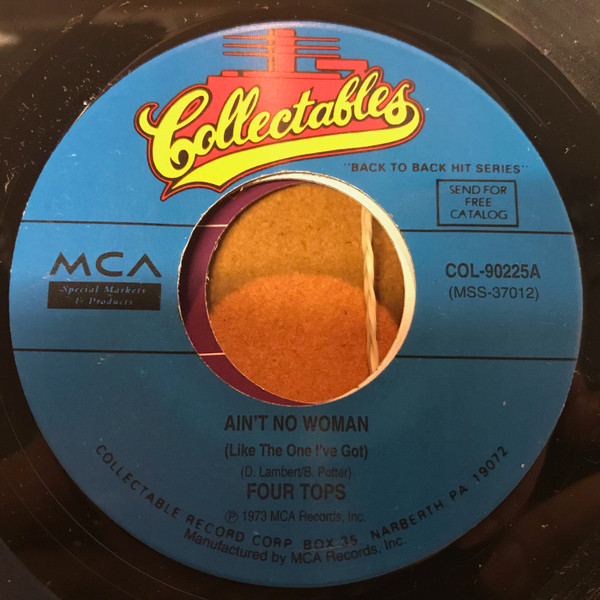 Collectables
"BACK TO BACK HIT SERIES"
SEND FOR
FREE
CATALOG
MCA
Special Markets
& Products
COL-90225A
(MSS-37012)
AIN'T NO WOMAN
(Like The One I've Got)
(D. Lambert/B. Potter)
FOUR TOPS
℗ 1973 MCA Records, Inc.
COLLECTABLE RECORD CORP BOX 35 NARBERTH PA 19072
Manufactured by MCA Records, Inc.